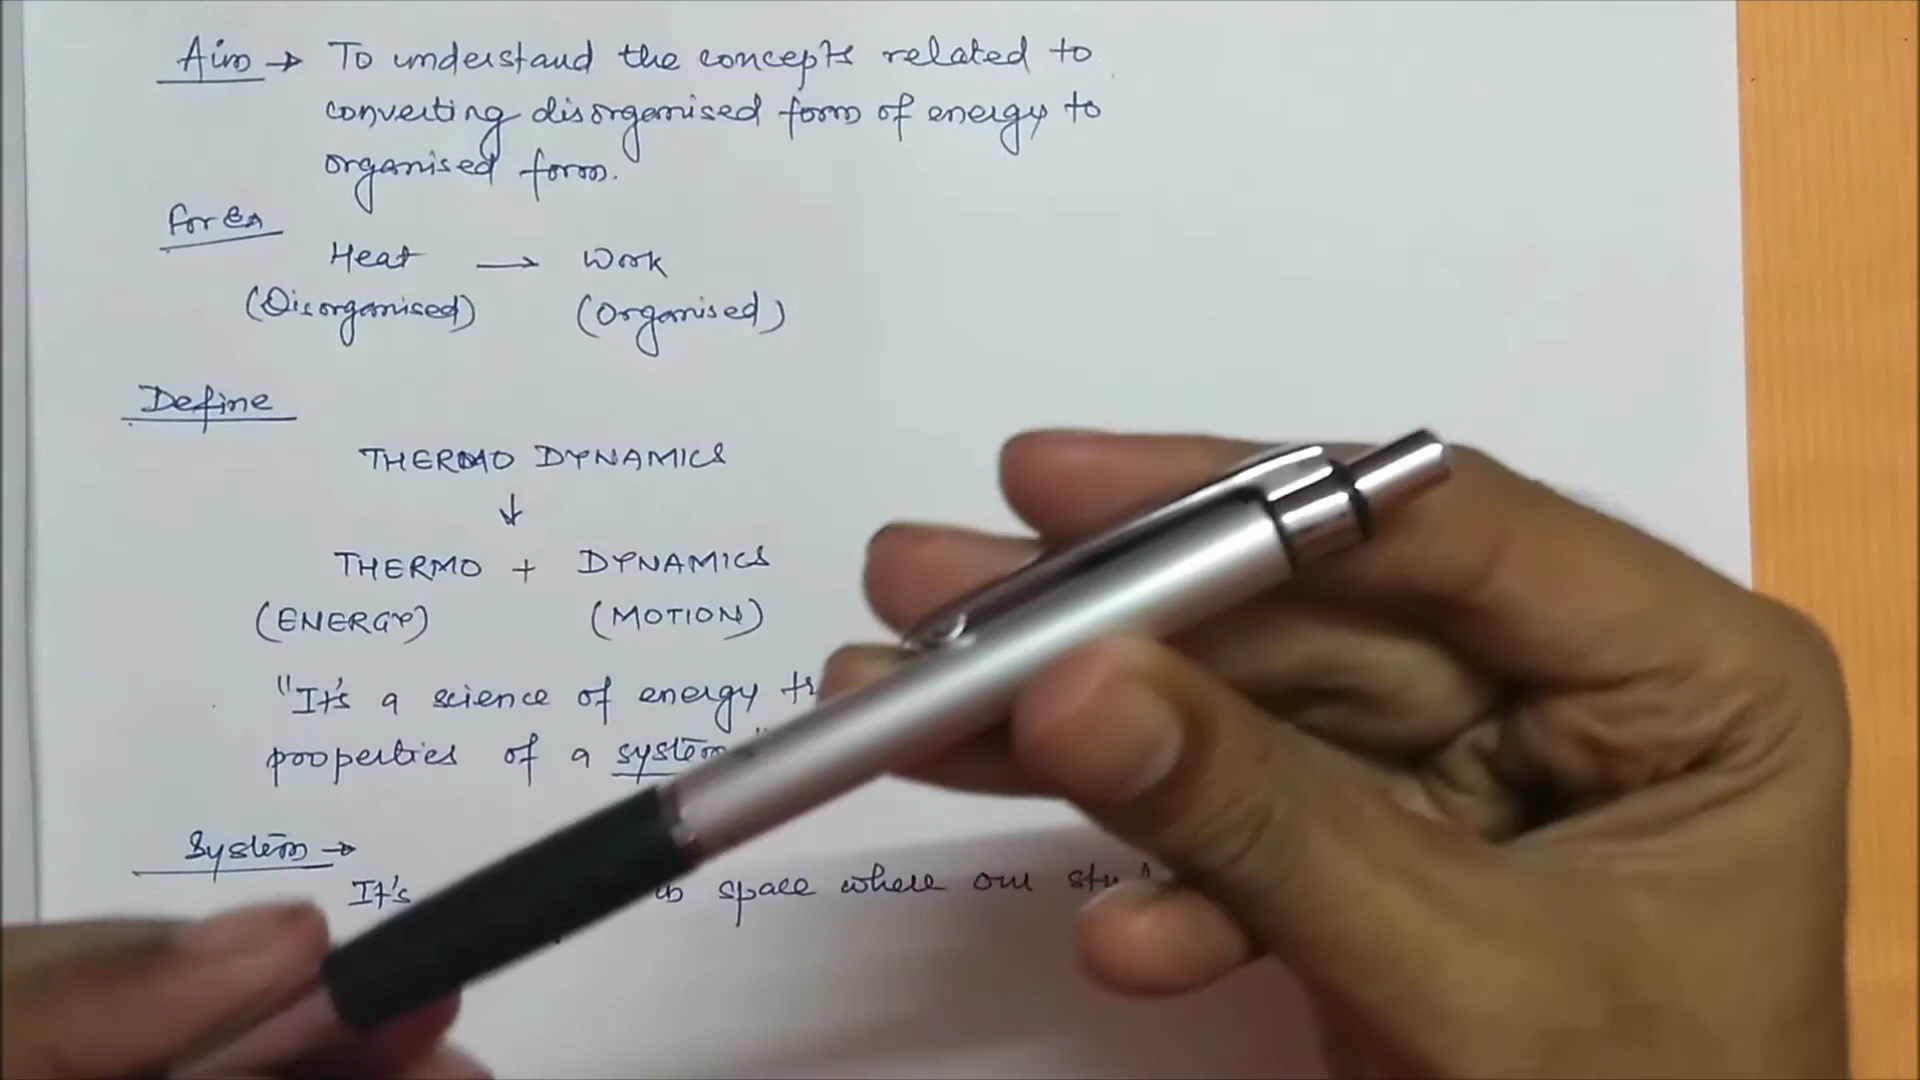 Aim → To understand the concepts related to
converting disorganised form of energy to
organised form.
For Ex
Heat → Work
(Disorganised) (Organised)
Define
THERMO DYNAMICS
↓
THERMO + DYNAMICS
(ENERGY) (MOTION)
"It's a science of energy
properties of a system"
System →
It's space where our